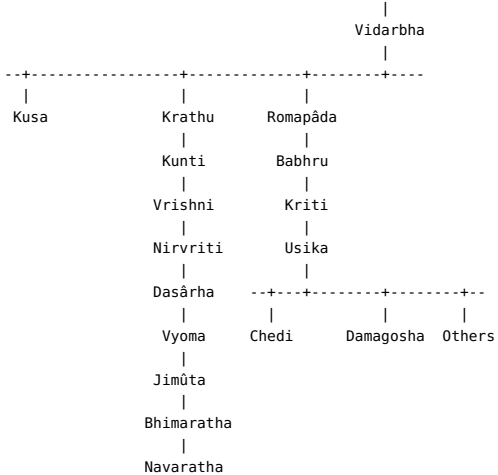 |
Vidarbha
|
--+-----------------+-------------+--------+----
| | |
Kusa Krathu Romapâda
| |
Kunti Babhru
| |
Vrishni Kriti
| |
Nirvriti Usika
| |
Dasârha --+---+--------+--------+--
| | | |
Vyoma Chedi Damagosha Others
|
Jimûta
|
Bhimaratha
|
Navaratha